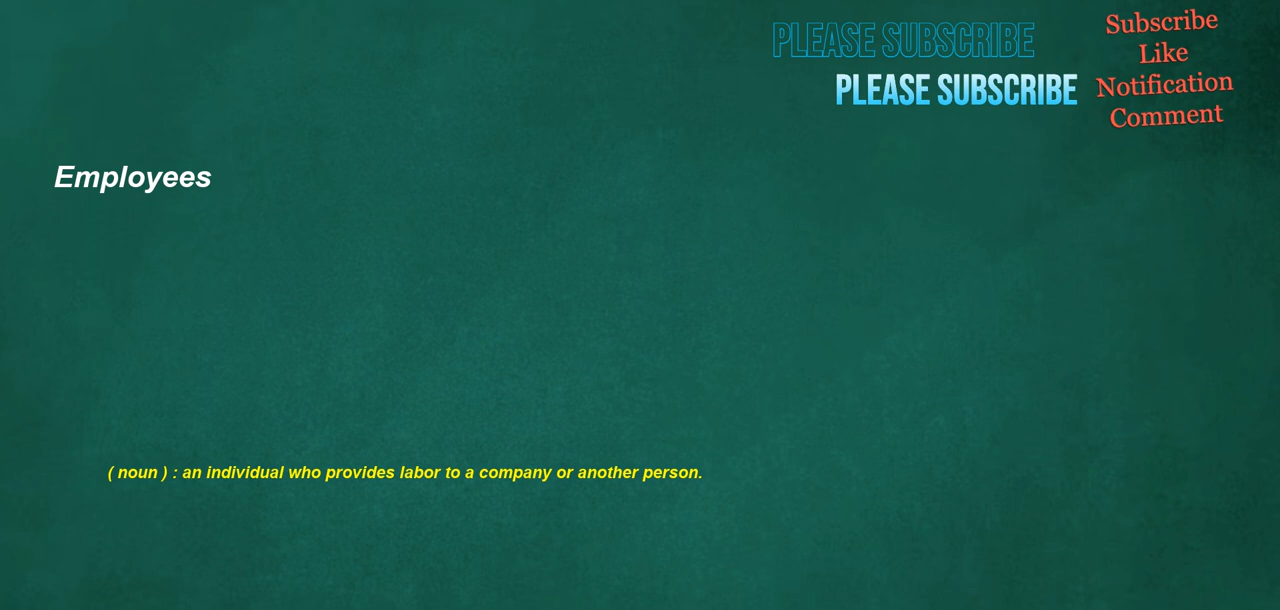 PLEASE SUBSCRIBE
PLEASE SUBSCRIBE
Subscribe
Like
Notification
Comment
Employees
( noun ) : an individual who provides labor to a company or another person.